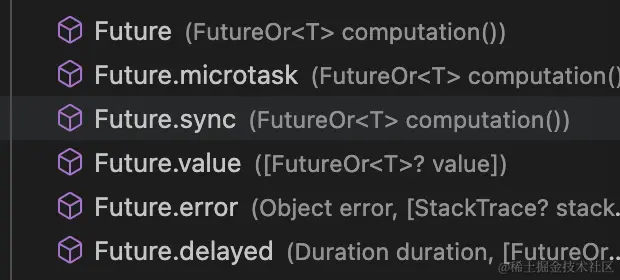 Future (FutureOr<T> computation())
Future.microtask (FutureOr<T> computation()
Future.sync (FutureOr<T> computation())
Future.value ([FutureOr<T>? value])
Future.error (Object error, [StackTrace? stack...
Future.delayed (Duration duration, [FutureOr...
@稀土掘金技术社区